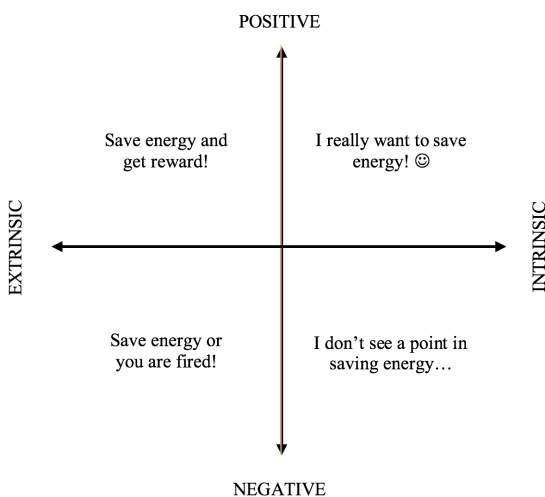 POSITIVE
Save energy and
get reward!
I really want to save
energy! ☺
EXTRINSIC
INTRINSIC
Save energy or
you are fired!
I don’t see a point in
saving energy…
NEGATIVE